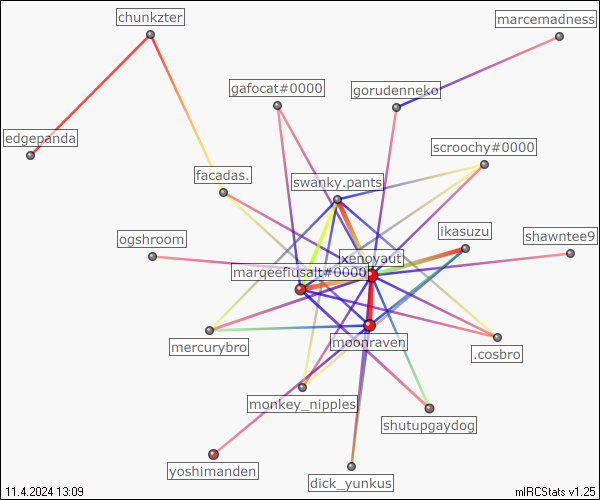 chunkzter
marcemadness
gafocat#0000
gorudenneko
edgepanda
scroochy#0000
facadas.
swanky.pants
ogshroom
ikasuzu
shawntee9
xenoyaut
marqeefiusalt#0000
mercurybro
moonraven
.cosbro
monkey_nipples
shutupgaydog
yoshimanden
dick_yunkus
11.4.2024 13:09
mIRCStats v1.25